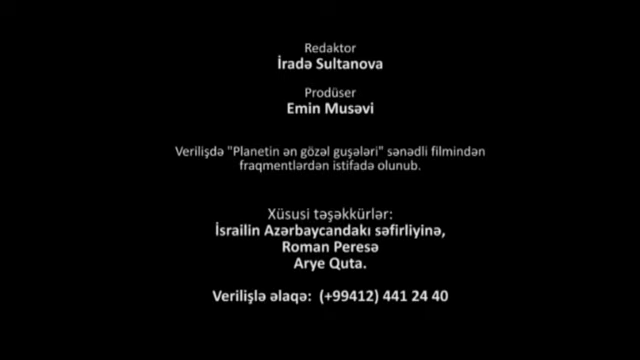 Redaktor
İradə Sultanova
Prodüser
Emin Musəvi
Verilişdə "Planetin ən gözəl guşələri" sənədli filmindən
fraqmentlərdən istifadə olunub.
Xüsusi təşəkkürlər:
İsrailin Azərbaycandakı səfirliyinə,
Roman Peresə
Arye Quta.
Verilişlə əlaqə: (+99412) 441 24 40